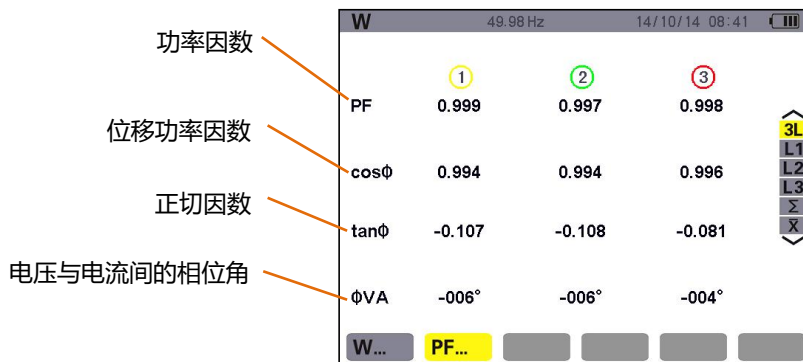 W 49.98 Hz 14/10/14 08:41
功率因数
1 2 3
PF 0.999 0.997 0.998
位移功率因数
cosϕ 0.994 0.994 0.996
正切因数
tanϕ -0.107 -0.108 -0.081
电压与电流间的相位角
ϕVA -006° -006° -004°
3L
L1
L2
L3
Σ
X̄
W... PF...